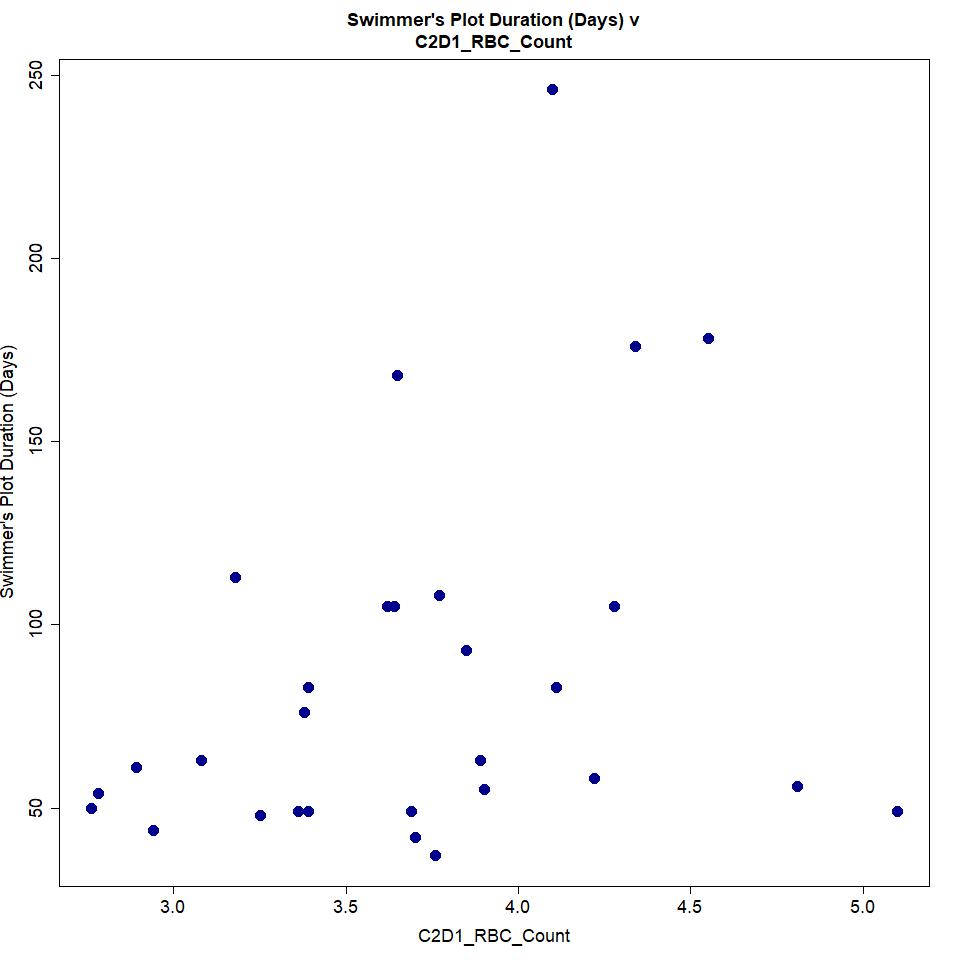 Swimmer's Plot Duration (Days) v
C2D1_RBC_Count
Swimmer's Plot Duration (Days)
250
200
150
100
50
3.0 3.5 4.0 4.5 5.0
C2D1_RBC_Count